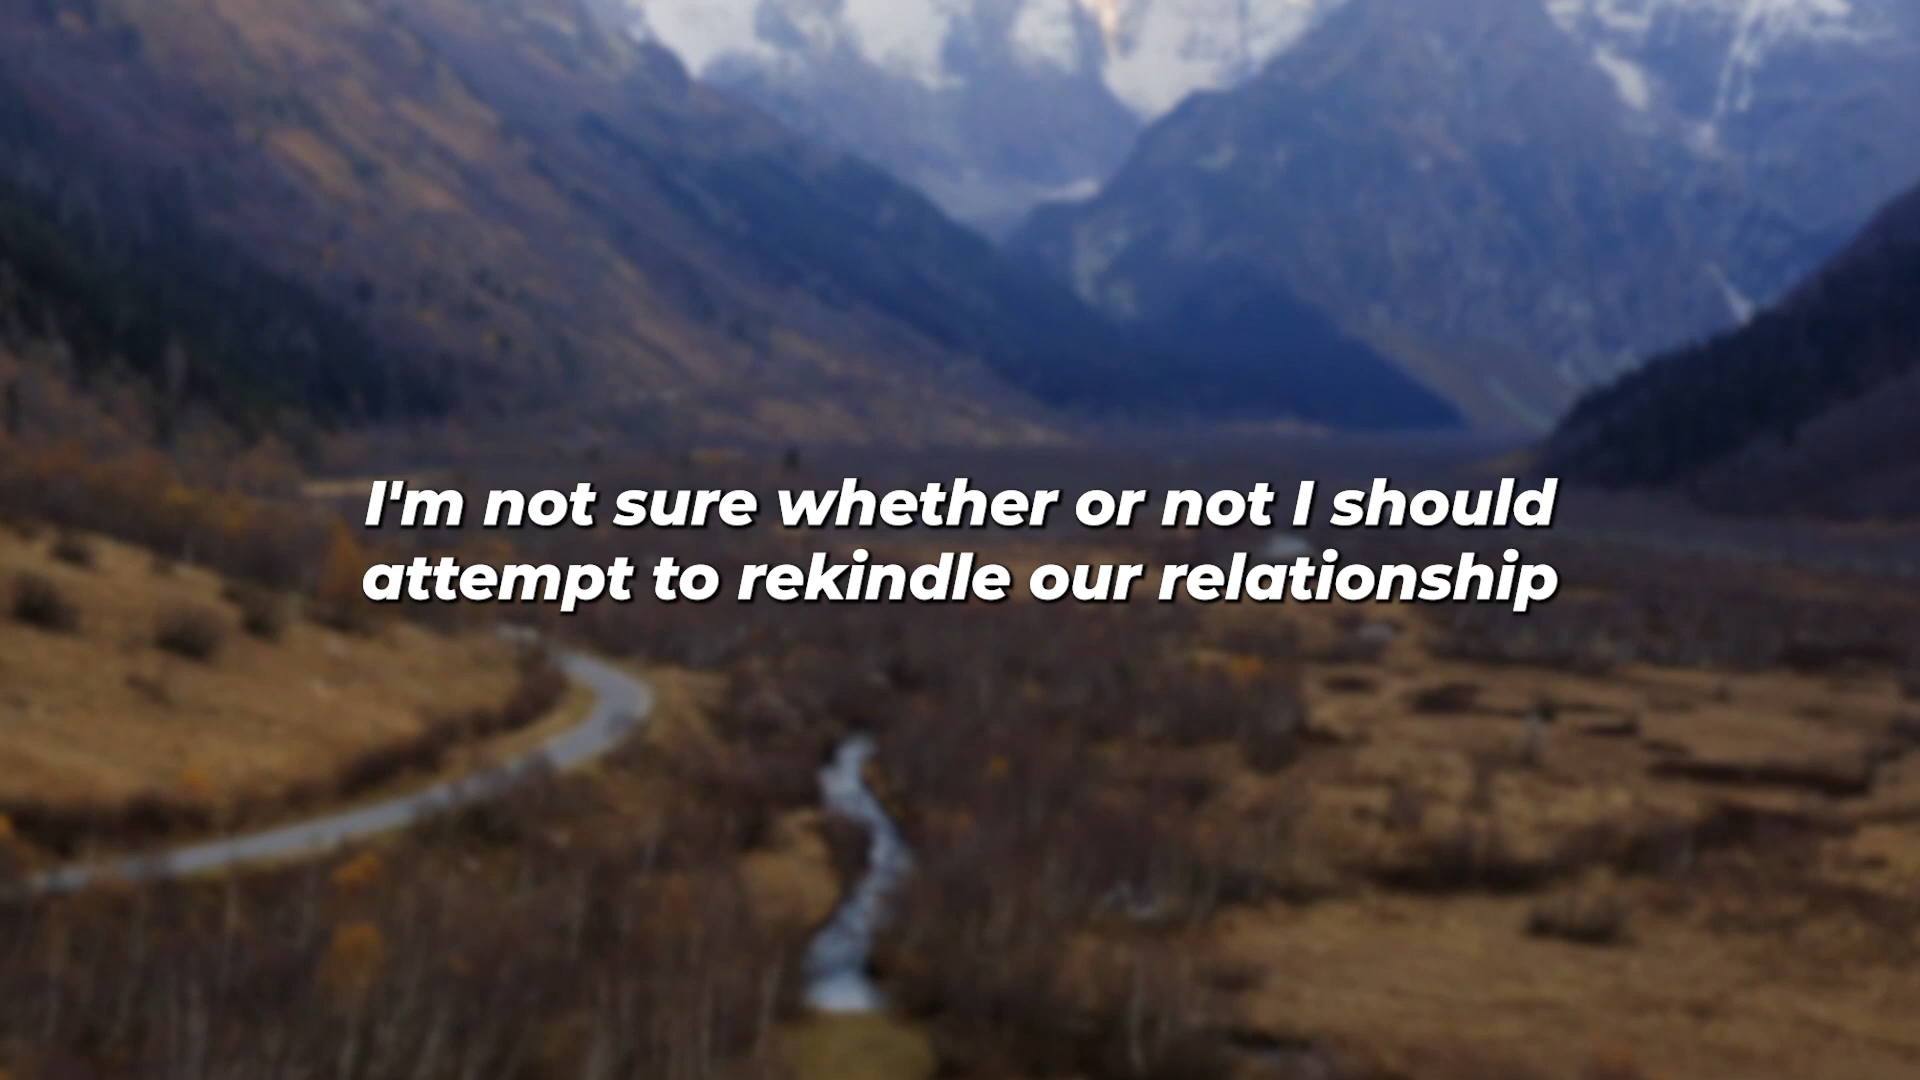 I'm not sure whether or not I should
attempt to rekindle our relationship